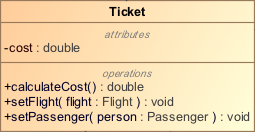 Ticket
attributes
-cost : double
operations
+calculateCost() : double
+setFlight( flight : Flight ) : void
+setPassenger( person : Passenger ) : void